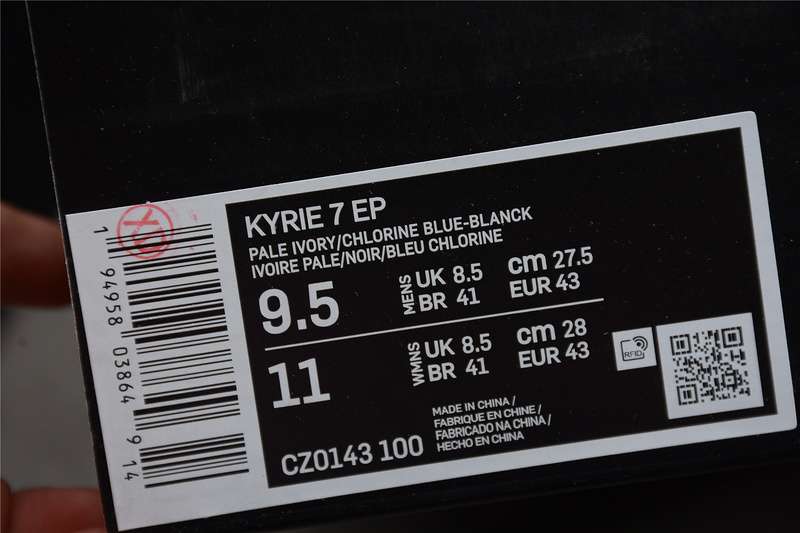 KYRIE 7 EP
PALE IVORY/CHLORINE BLUE-BLANCK
IVOIRE PALE/NOIR/BLEU CHLORINE
9.5
MENS
UK 8.5
BR 41
cm 27.5
EUR 43
11
WMNS
UK 8.5
BR 41
cm 28
EUR 43
RFID
CZ0143 100
MADE IN CHINA /
FABRIQUE EN CHINE /
FABRICADO NA CHINA /
HECHO EN CHINA
1 94958 03864 9 14